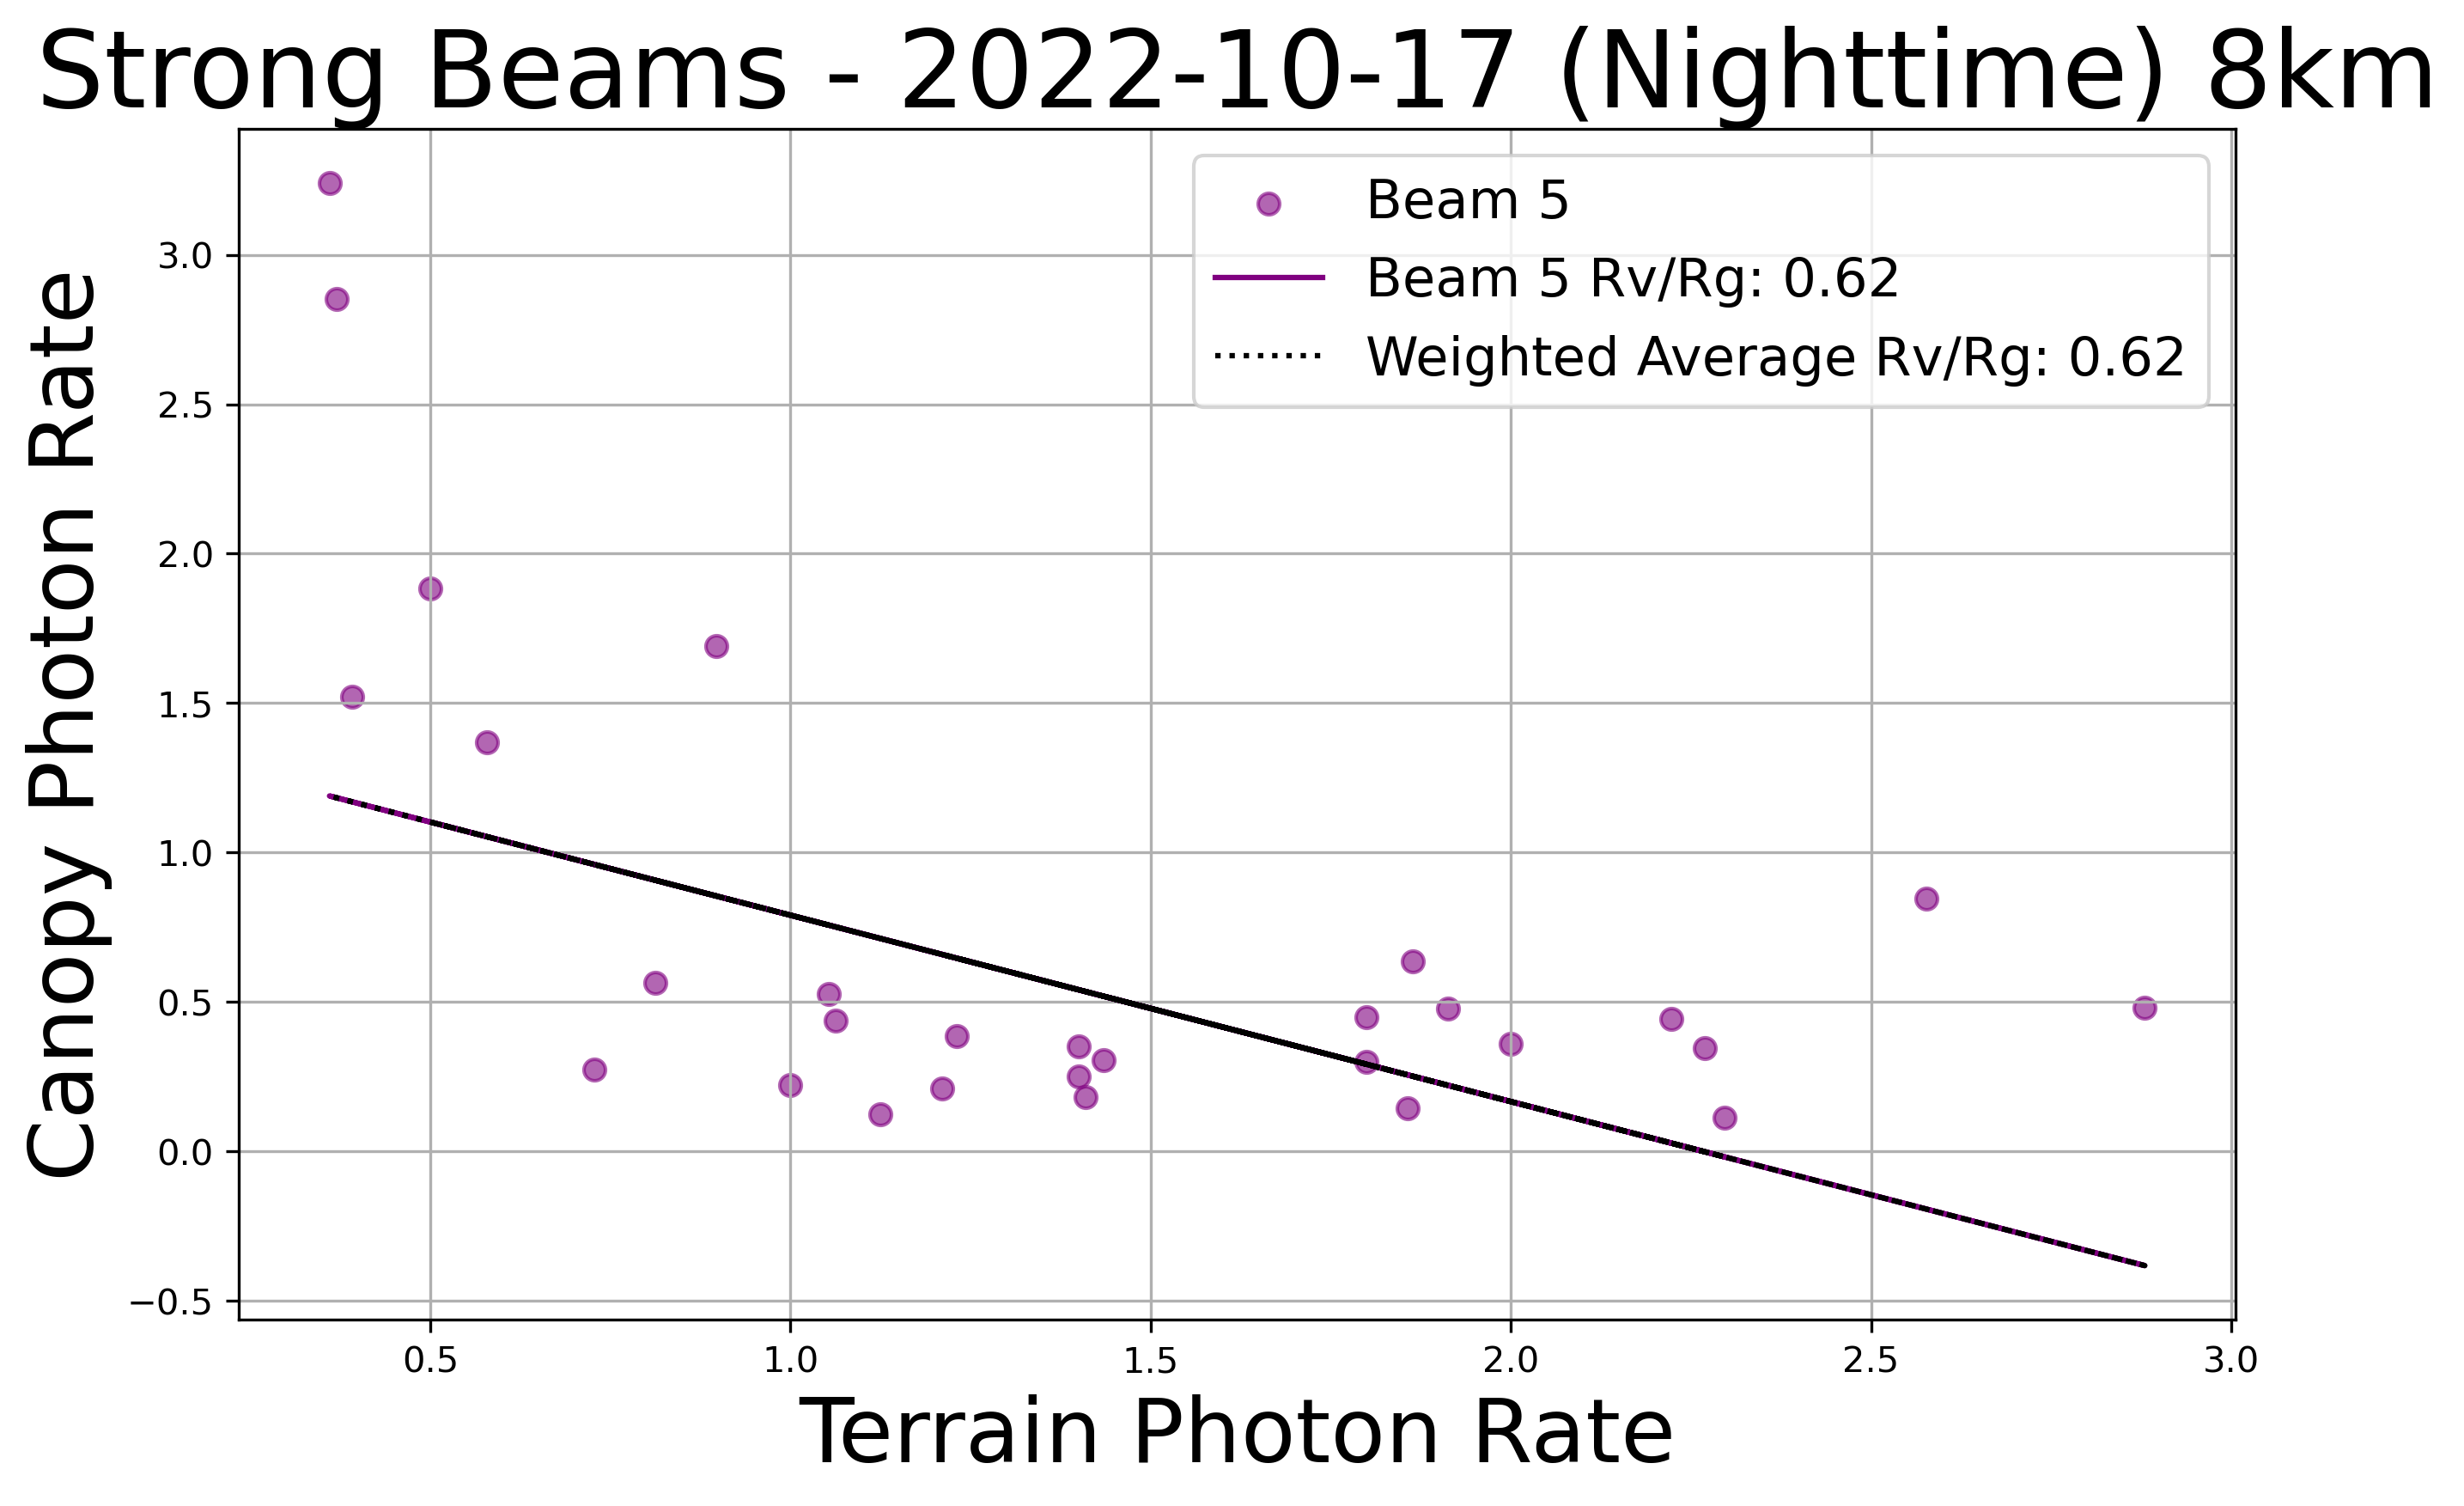 Strong Beams - 2022-10-17 (Nighttime) 8km
Canopy Photon Rate
3.0
2.5
2.0
1.5
1.0
0.5
0.0
−0.5
Beam 5
Beam 5 Rv/Rg: 0.62
Weighted Average Rv/Rg: 0.62
0.5 1.0 1.5 2.0 2.5 3.0
Terrain Photon Rate